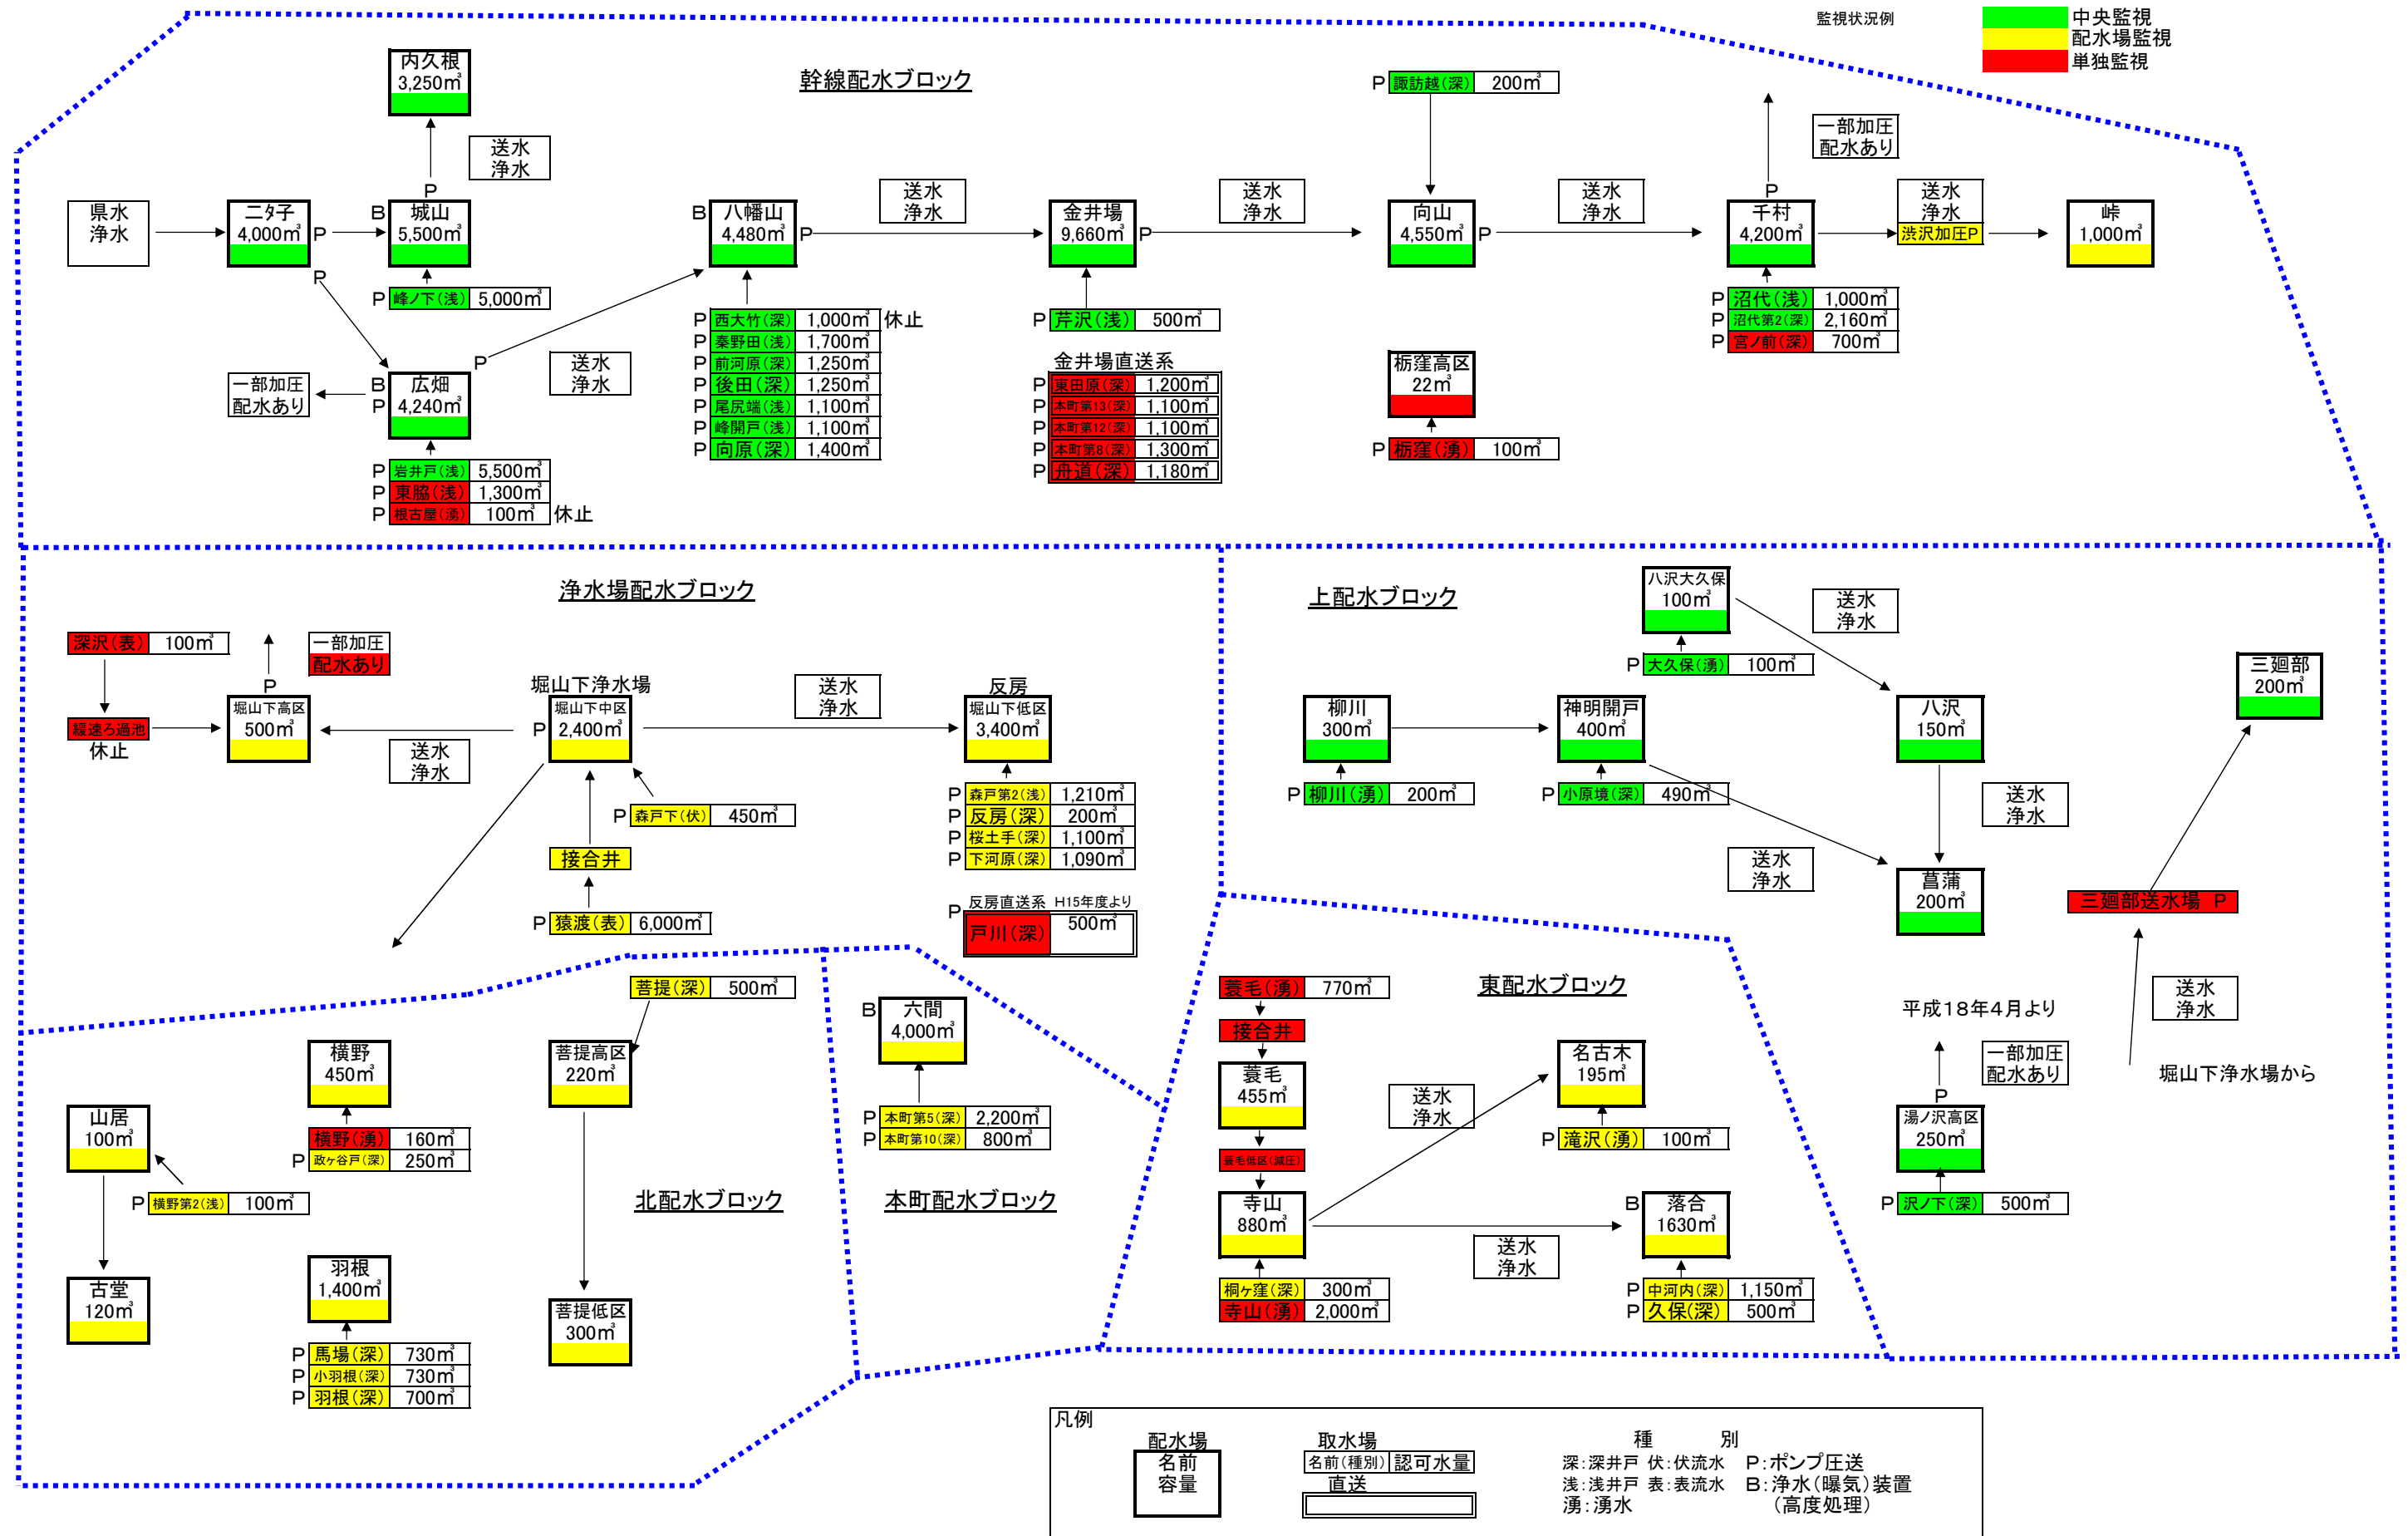 監視状況例
中央監視
配水場監視
単独監視
幹線配水ブロック
内久根
3,250㎥
送水
浄水
県水
浄水
二タ子
4,000㎥
P
P
B
城山
5,500㎥
P
P 峰ノ下(浅) 5,000㎥
一部加圧
配水あり
B
P
広畑
4,240㎥
P
送水
浄水
P 岩井戸(浅) 5,500㎥
P 東脇(浅) 1,300㎥
P 根古屋(湧) 100㎥ 休止
B
八幡山
4,480㎥
P
送水
浄水
P 西大竹(深) 1,000㎥ 休止
P 秦野田(浅) 1,700㎥
P 前河原(深) 1,250㎥
P 後田(深) 1,250㎥
P 尾尻端(浅) 1,100㎥
P 峰開戸(浅) 1,100㎥
P 向原(深) 1,400㎥
金井場
9,660㎥
P
送水
浄水
P 芹沢(浅) 500㎥
金井場直送系
P 東田原(深) 1,200㎥
P 本町第13(深) 1,100㎥
P 本町第12(深) 1,100㎥
P 本町第8(深) 1,300㎥
P 舟道(深) 1,180㎥
P 諏訪越(深) 200㎥
向山
4,550㎥
P
送水
浄水
栃窪高区
22㎥
P 栃窪(湧) 100㎥
一部加圧
配水あり
P
千村
4,200㎥
P 沼代(浅) 1,000㎥
P 沼代第2(深) 2,160㎥
P 宮ノ前(深) 700㎥
送水
浄水
渋沢加圧P
峠
1,000㎥
浄水場配水ブロック
深沢(表) 100㎥
一部加圧
配水あり
P
緩速ろ過池
休止
堀山下高区
500㎥
送水
浄水
堀山下浄水場
P
堀山下中区
2,400㎥
送水
浄水
P 森戸下(伏) 450㎥
接合井
P 猿渡(表) 6,000㎥
反房
堀山下低区
3,400㎥
P 森戸第2(浅) 1,210㎥
P 反房(深) 200㎥
P 桜土手(深) 1,100㎥
P 下河原(深) 1,090㎥
反房直送系 H15年度より
P 戸川(深) 500㎥
上配水ブロック
八沢大久保
100㎥
P 大久保(湧) 100㎥
送水
浄水
柳川
300㎥
P 柳川(湧) 200㎥
神明開戸
400㎥
P 小原境(深) 490㎥
八沢
150㎥
送水
浄水
送水
浄水
菖蒲
200㎥
三廻部
200㎥
三廻部送水場 P
送水
浄水
堀山下浄水場から
平成18年4月より
一部加圧
配水あり
P
湯ノ沢高区
250㎥
P 沢ノ下(深) 500㎥
東配水ブロック
蓑毛(湧) 770㎥
接合井
蓑毛
455㎥
蓑毛低区(減圧)
寺山
880㎥
桐ヶ窪(深) 300㎥
寺山(湧) 2,000㎥
送水
浄水
名古木
195㎥
P 滝沢(湧) 100㎥
送水
浄水
B
落合
1630㎥
P 中河内(深) 1,150㎥
P 久保(深) 500㎥
本町配水ブロック
B
六間
4,000㎥
P 本町第5(深) 2,200㎥
P 本町第10(深) 800㎥
北配水ブロック
菩提(深) 500㎥
菩提高区
220㎥
菩提低区
300㎥
横野
450㎥
横野(湧) 160㎥
P 政ヶ谷戸(深) 250㎥
山居
100㎥
P 横野第2(浅) 100㎥
古堂
120㎥
羽根
1,400㎥
P 馬場(深) 730㎥
P 小羽根(深) 730㎥
P 羽根(深) 700㎥
凡例
配水場
名前
容量
取水場
名前(種別) 認可水量
直送
種 別
深:深井戸 伏:伏流水 P:ポンプ圧送
浅:浅井戸 表:表流水 B:浄水(曝気)装置
湧:湧水 (高度処理)